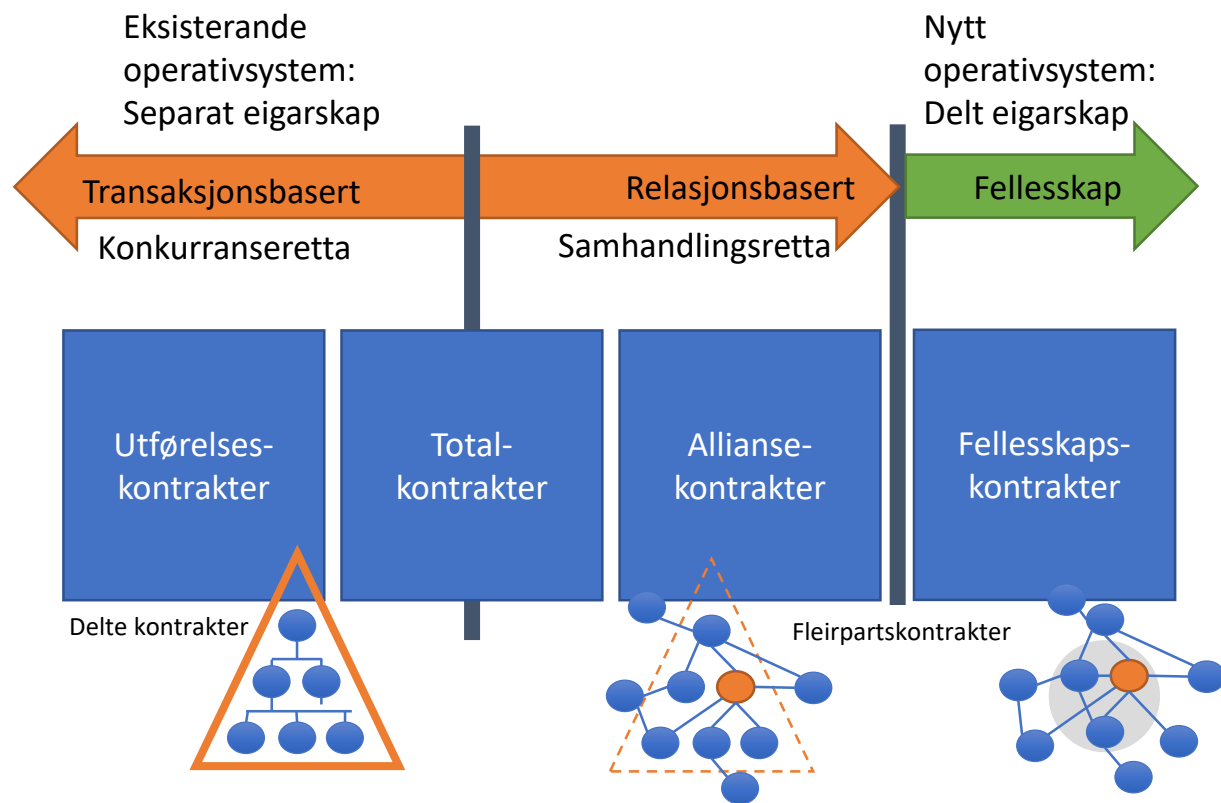 Eksisterande
operativsystem:
Separat eigarskap
Nytt
operativsystem:
Delt eigarskap
Transaksjonsbasert
Relasjonsbasert
Fellesskap
Konkurranseretta
Samhandlingsretta
Utførelses-
kontrakter
Total-
kontrakter
Allianse-
kontrakter
Fellesskaps-
kontrakter
Delte kontrakter
Fleirpartskontrakter